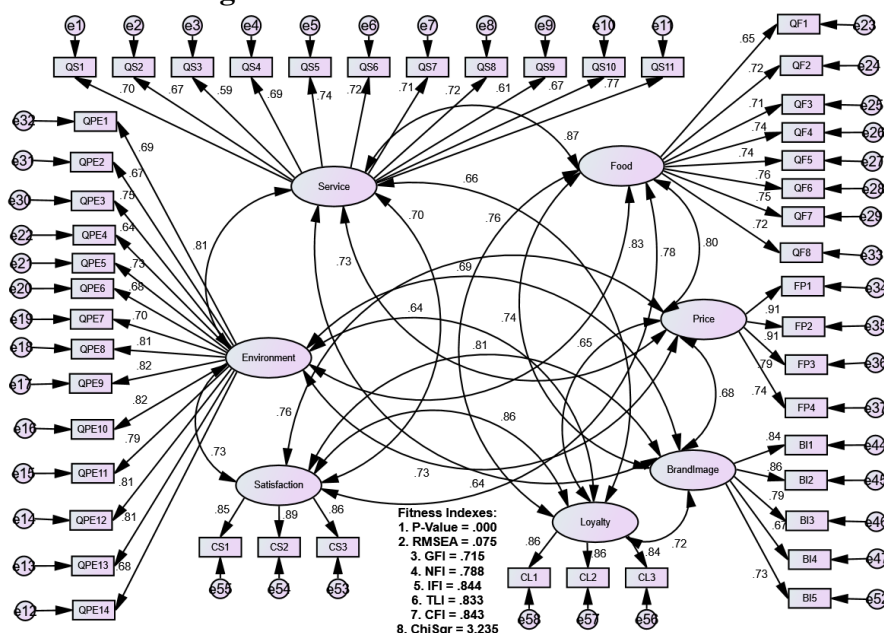 e1 e2 e3 e4 e5 e6 e7 e8 e9 e10 e11
QS1 QS2 QS3 QS4 QS5 QS6 QS7 QS8 QS9 QS10 QS11
.70 .67 .59 .69 .74 .72 .71 .72 .61 .67 .77
QF1 e23
QF2 e24
QF3 e25
QF4 e26
QF5 e27
QF6 e28
QF7 e29
QF8 e33
.65
.72
.71
.74
.74
.76
.75
.72
e32 QPE1
e31 QPE2
e30 QPE3
e22 QPE4
e21 QPE5
e20 QPE6
e19 QPE7
e18 QPE8
e17 QPE9
e16 QPE10
e15 QPE11
e14 QPE12
e13 QPE13
e12 QPE14
.69
.67
.75
.64
.73
.68
.70
.81
.82
.82
.79
.81
.81
.68
Service
Food
Environment
Price
Satisfaction
Loyalty
BrandImage
.87
.66
.70
.76
.81
.73
.83
.78
.80
.69
.64
.74
.81
.65
.68
.76
.86
.73
.73
.64
.72
FP1 e34
FP2 e35
FP3 e36
FP4 e37
.91
.91
.79
.74
BI1 e44
BI2 e45
BI3 e46
BI4 e47
BI5
.84
.86
.79
.67
.73
.85 .89 .86
CS1 CS2 CS3
e55 e54 e53
.86 .86 .84
CL1 CL2 CL3
e58 e57 e56
Fitness Indexes:
1. P-Value = .000
2. RMSEA = .075
3. GFI = .715
4. NFI = .788
5. IFI = .844
6. TLI = .833
7. CFI = .843
8. ChiSqr = 3.235